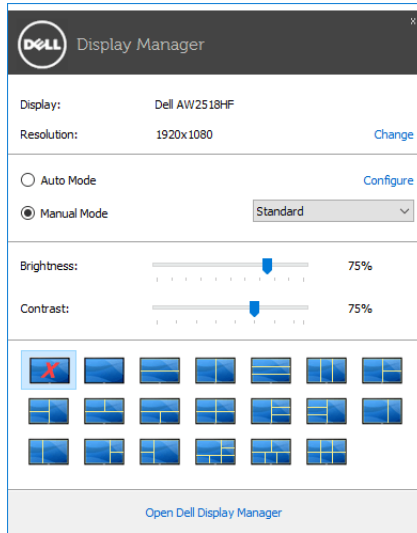 x
DELL Display Manager
Display: Dell AW2518HF
Resolution: 1920x1080 Change
Auto Mode Configure
Manual Mode Standard
Brightness: 75%
Contrast: 75%
Open Dell Display Manager